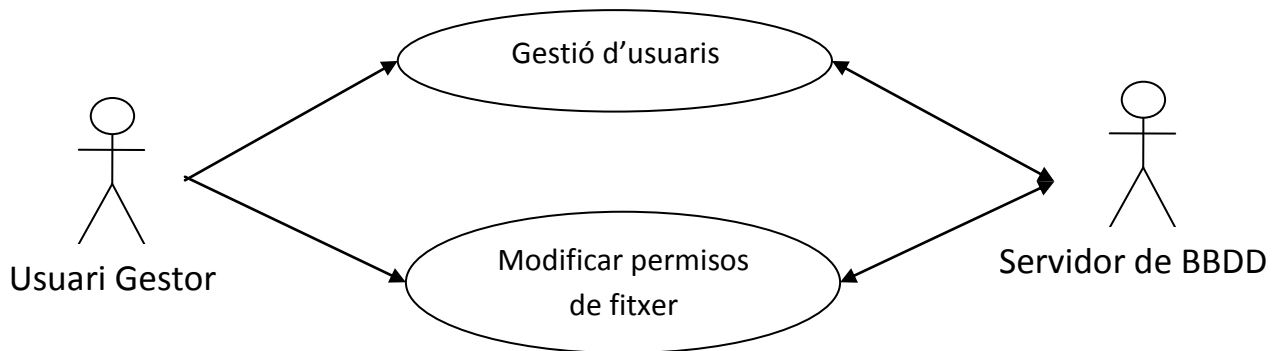 Gestió d’usuaris
Usuari Gestor
Modificar permisos
de fitxer
Servidor de BBDD